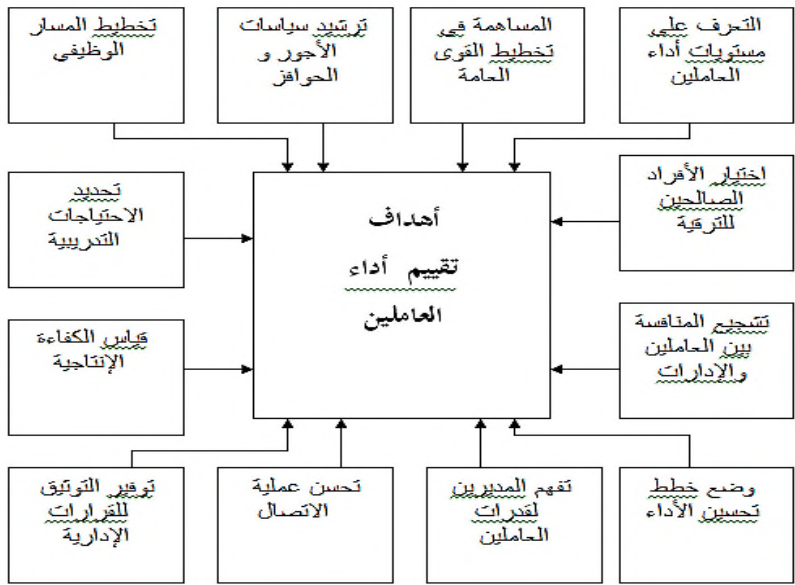 التعرف على
مستويات أداء
العاملين
المساهمة في
تخطيط القوى
العامة
ترشيد سياسات
الأجور و
الحوافز
تخطيط المسار
الوظيفي
اختيار الأفراد
الصالحين
للترقية
أهداف
تقييم أداء
العاملين
تحديد
الاحتياجات
التدريبية
تشجيع المنافسة
بين العاملين
والإدارات
قياس الكفاءة
الإنتاجية
وضع خطط
تحسين الأداء
تفهم المديرين
لقدرات
العاملين
تحسن عملية
الاتصال
توفير التوثيق
للقرارات
الإدارية